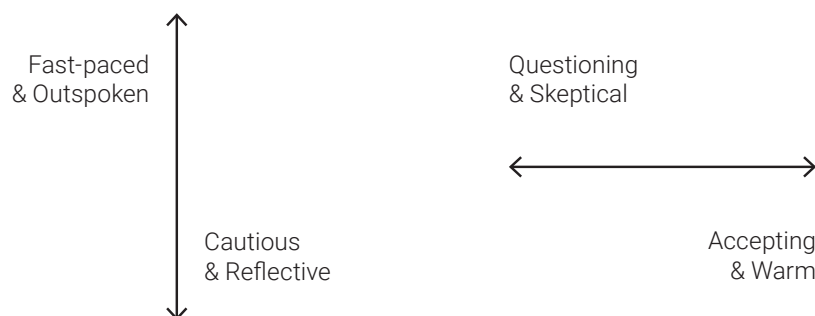 Fast-paced
& Outspoken
Cautious
& Reflective
Questioning
& Skeptical
Accepting
& Warm